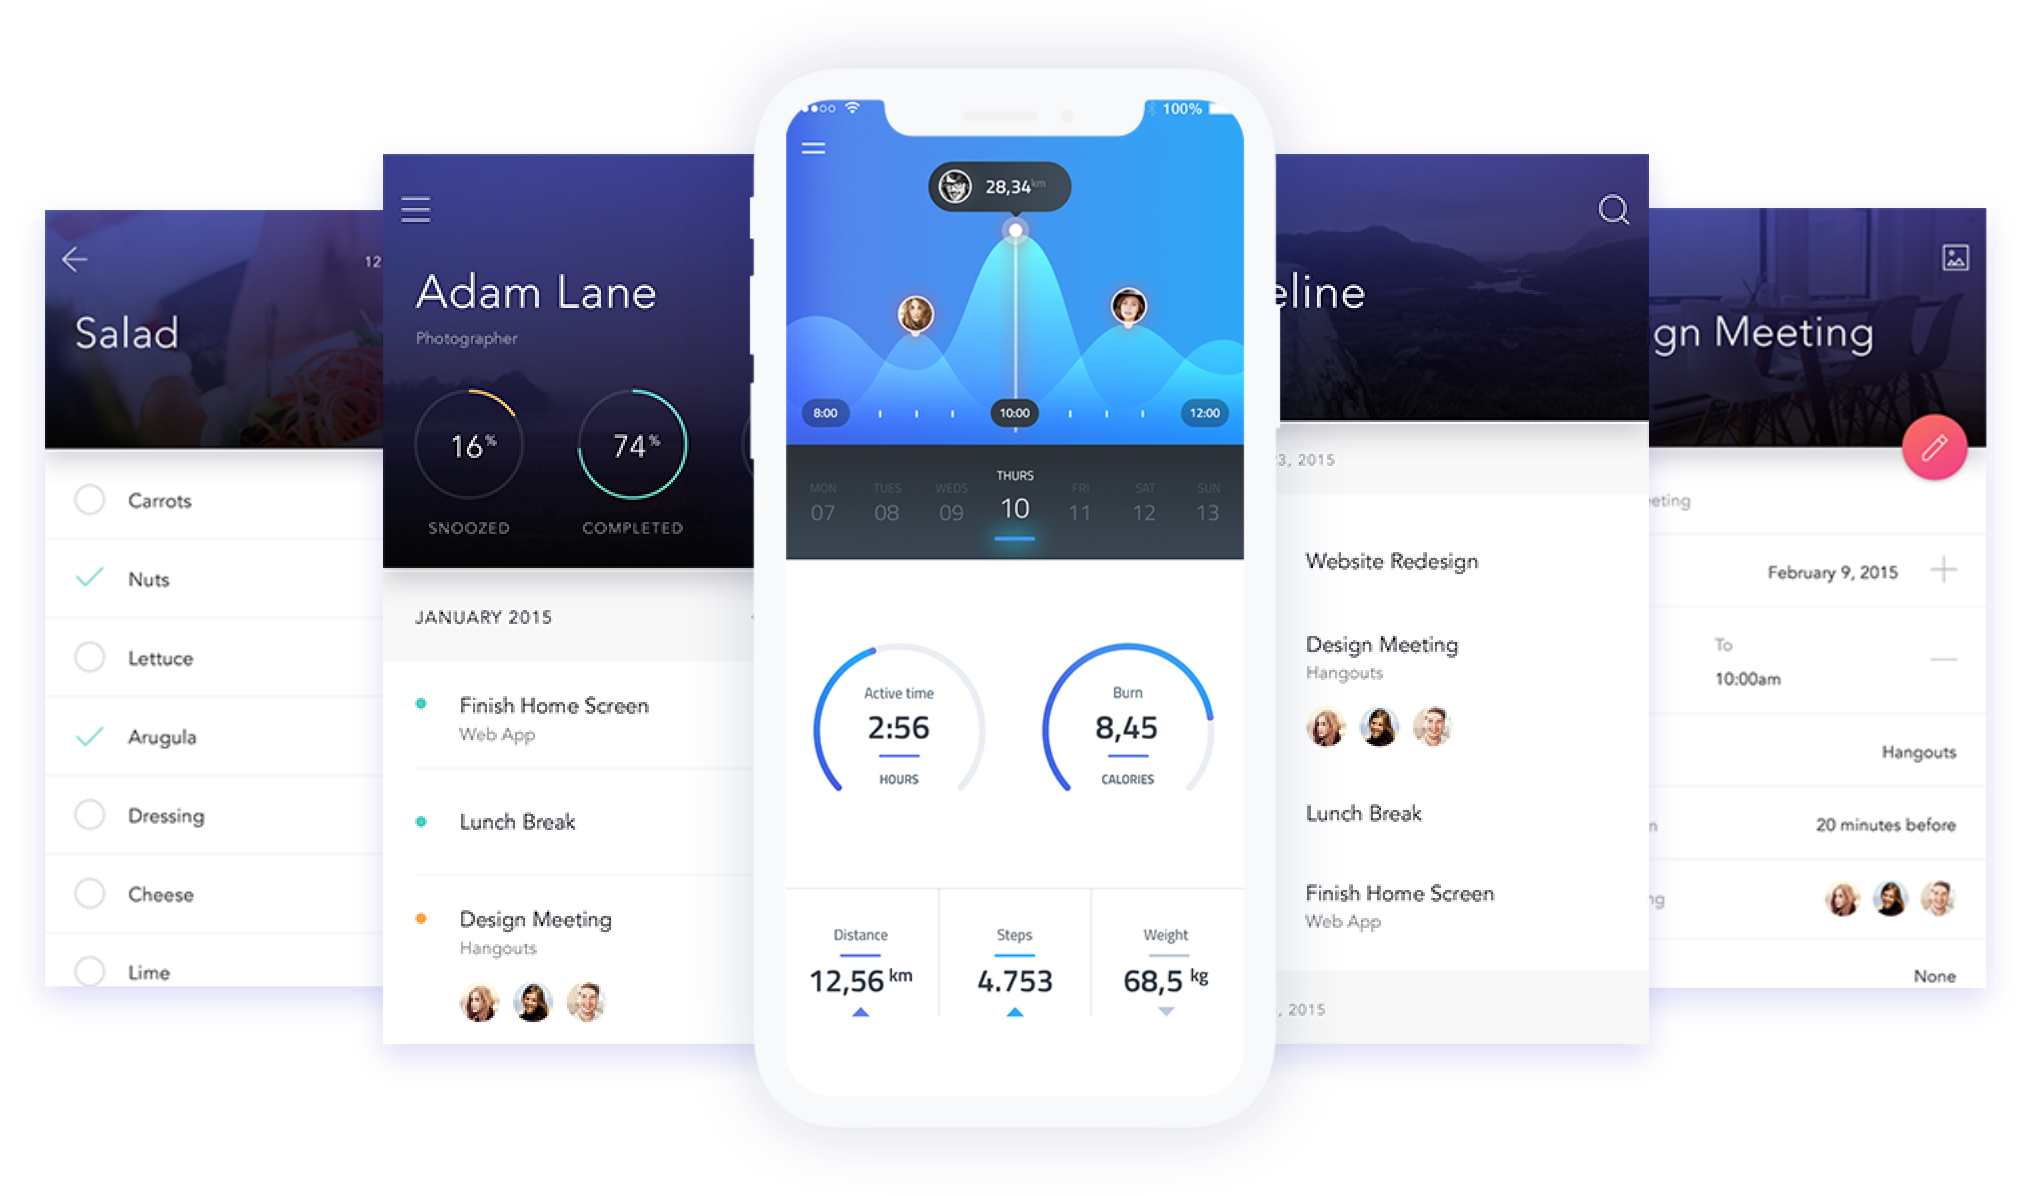 12
Salad
Carrots
Nuts
Lettuce
Arugula
Dressing
Cheese
Lime
Adam Lane
Photographer
16%
SNOOZED
74%
COMPLETED
JANUARY 2015
Finish Home Screen
Web App
Lunch Break
Design Meeting
Hangouts
100%
28,34 km
8:00 10:00 12:00
MON TUES WEDS THURS FRI SAT SUN
07 08 09 10 11 12 13
Active time
2:56
HOURS
Burn
8,45
CALORIES
Distance
12,56 km
Steps
4.753
Weight
68,5 kg
eline
3, 2015
Website Redesign
Design Meeting
Hangouts
Lunch Break
Finish Home Screen
Web App
, 2015
gn Meeting
eting
February 9, 2015
To
10:00am
Hangouts
20 minutes before
None